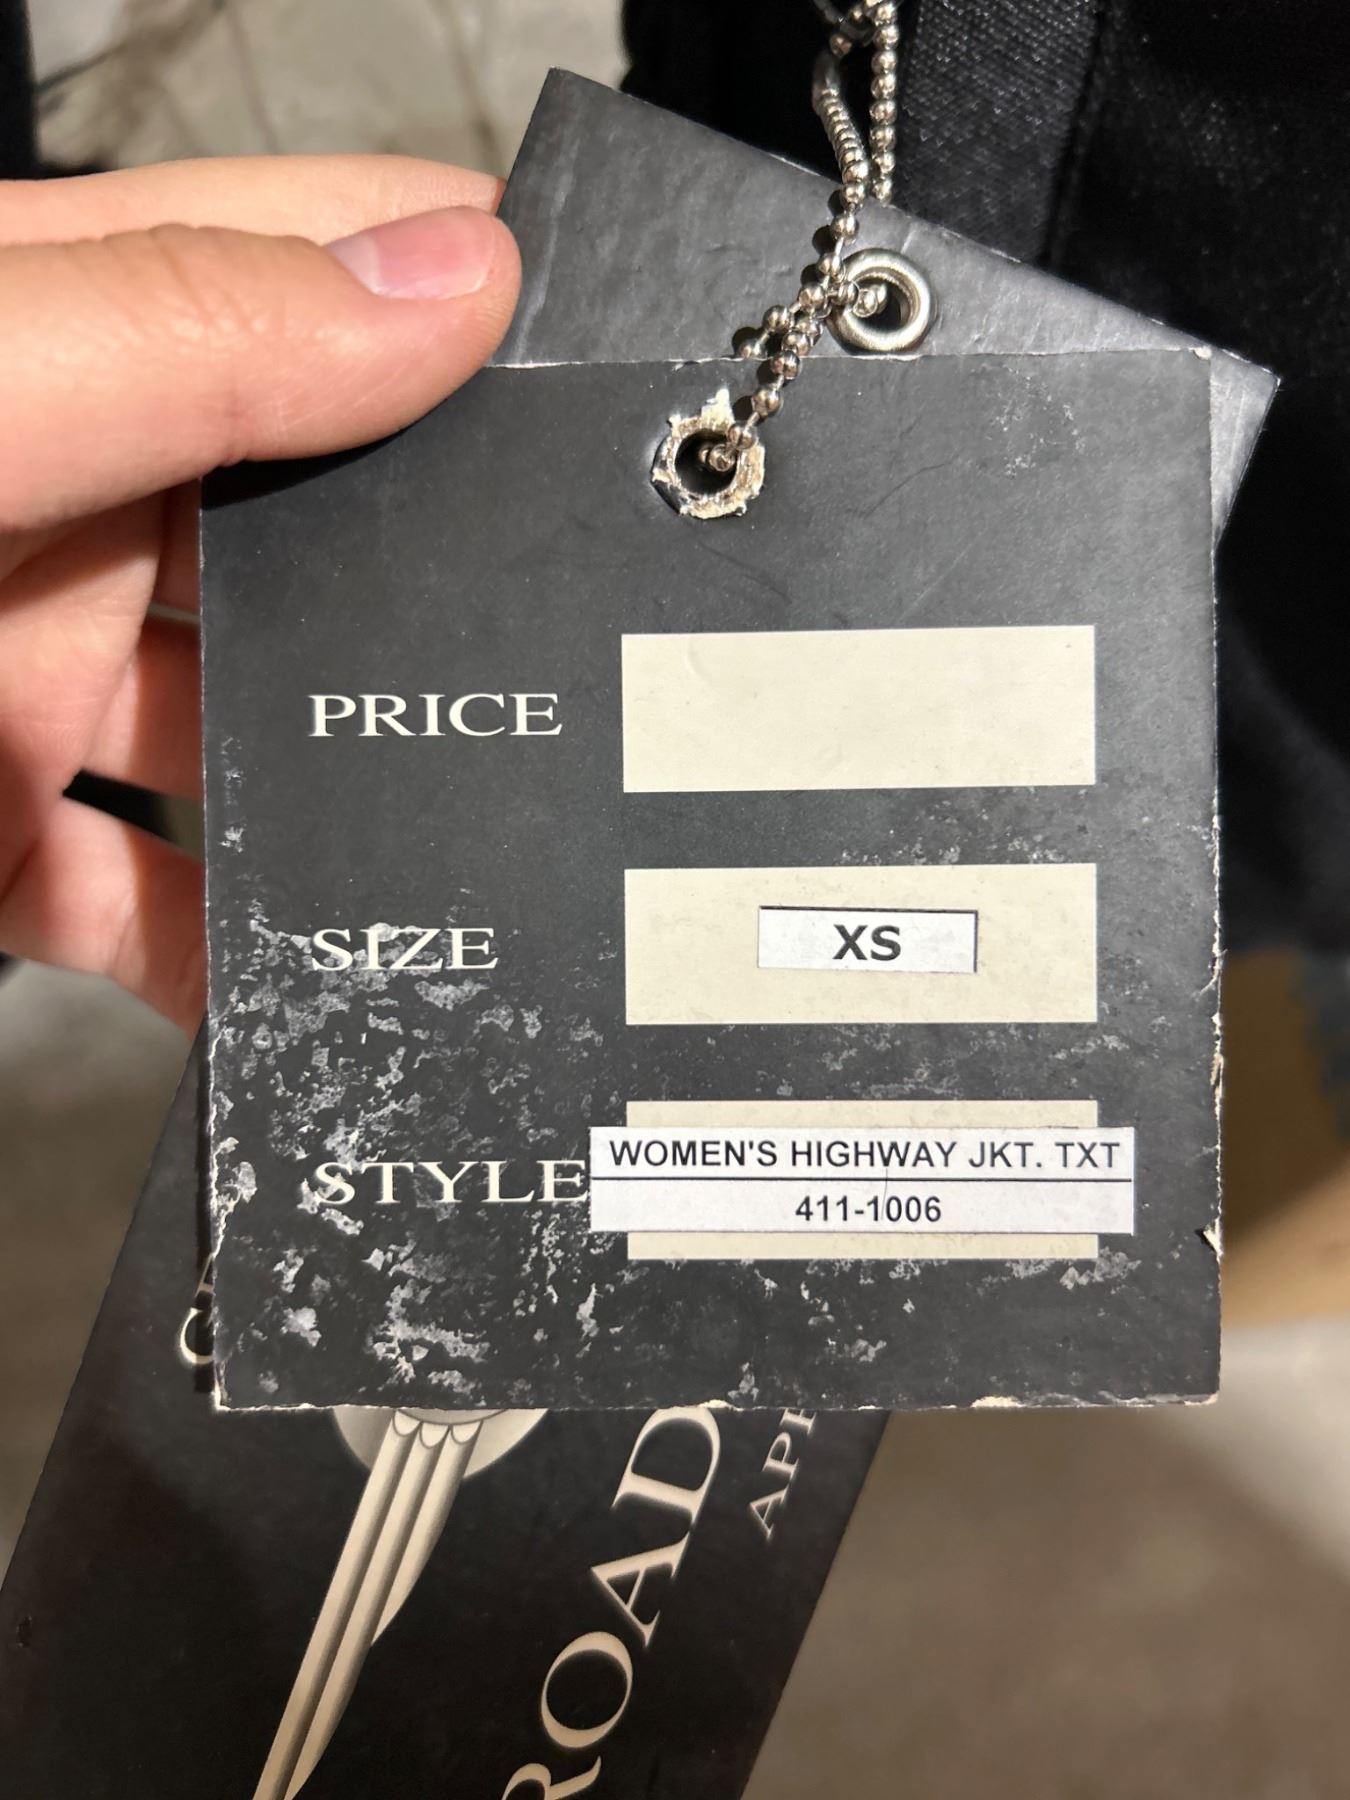 PRICE
SIZE XS
STYLE WOMEN'S HIGHWAY JKT. TXT
411-1006
ROAD